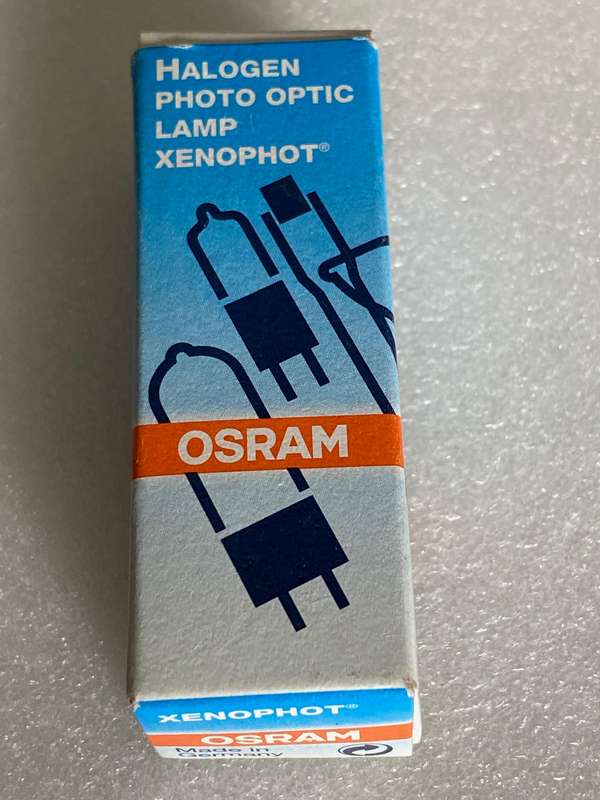 HALOGEN
PHOTO OPTIC
LAMP
XENOPHOT®
OSRAM
XENOPHOT®
OSRAM
Made in
Germany